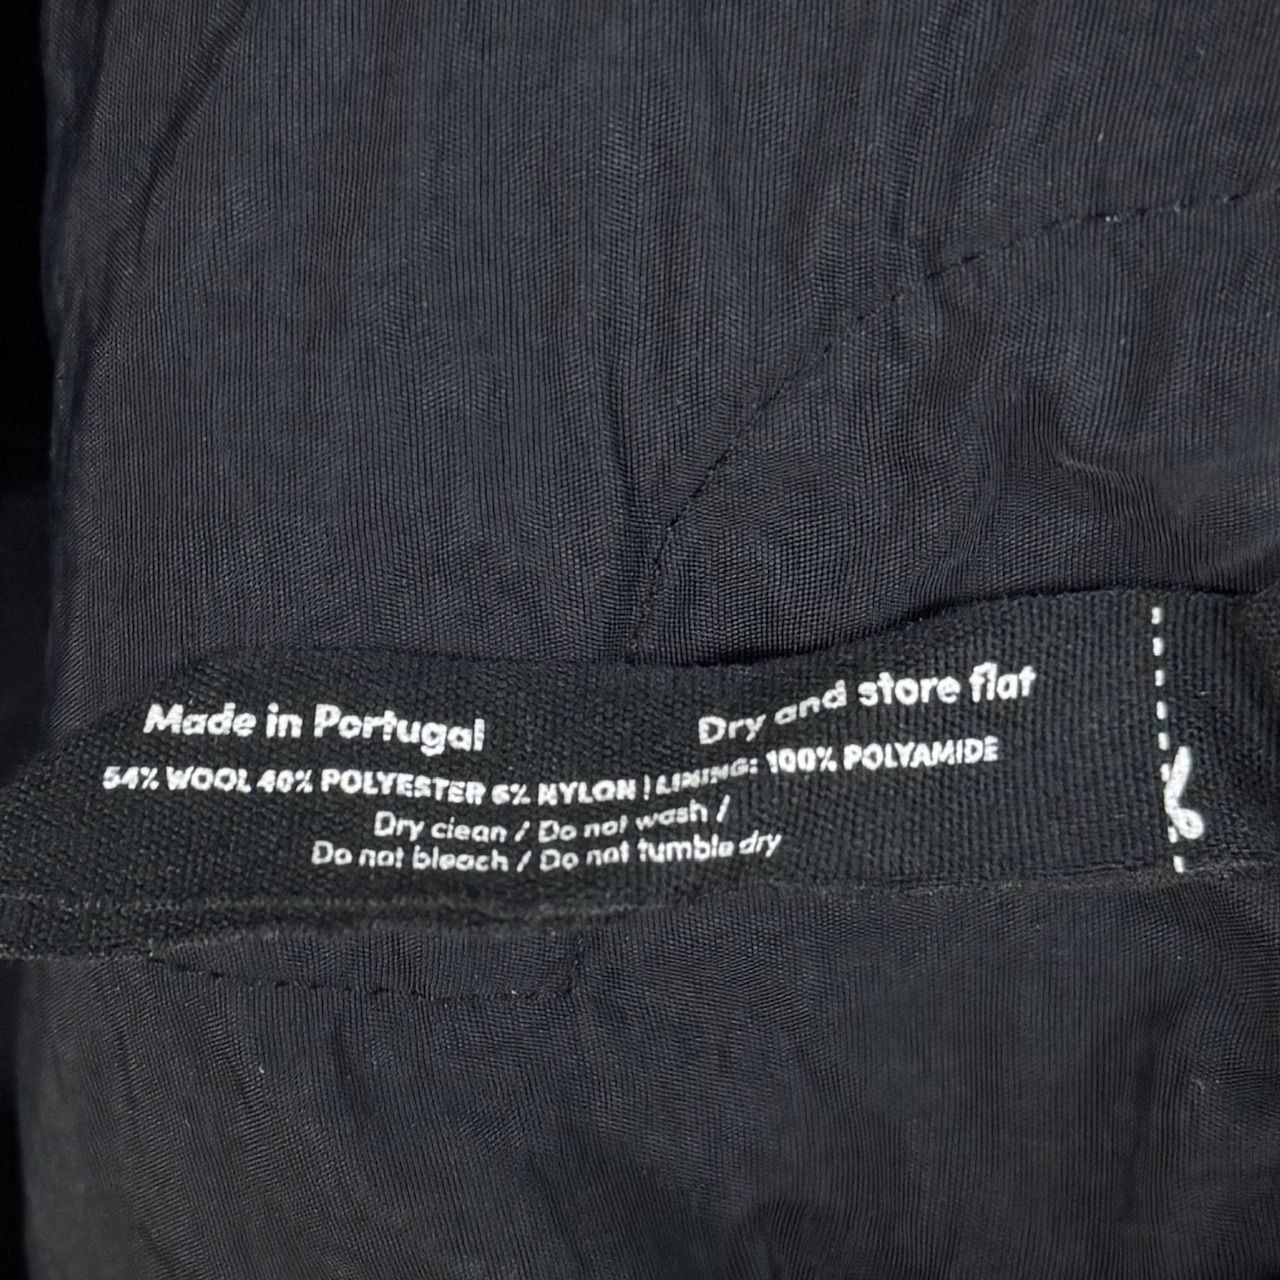 Made in Portugal
Dry and store flat
54% WOOL 40% POLYESTER 6% NYLON | LINING: 100% POLYAMIDE
Dry clean / Do not wash /
Do not bleach / Do not tumble dry